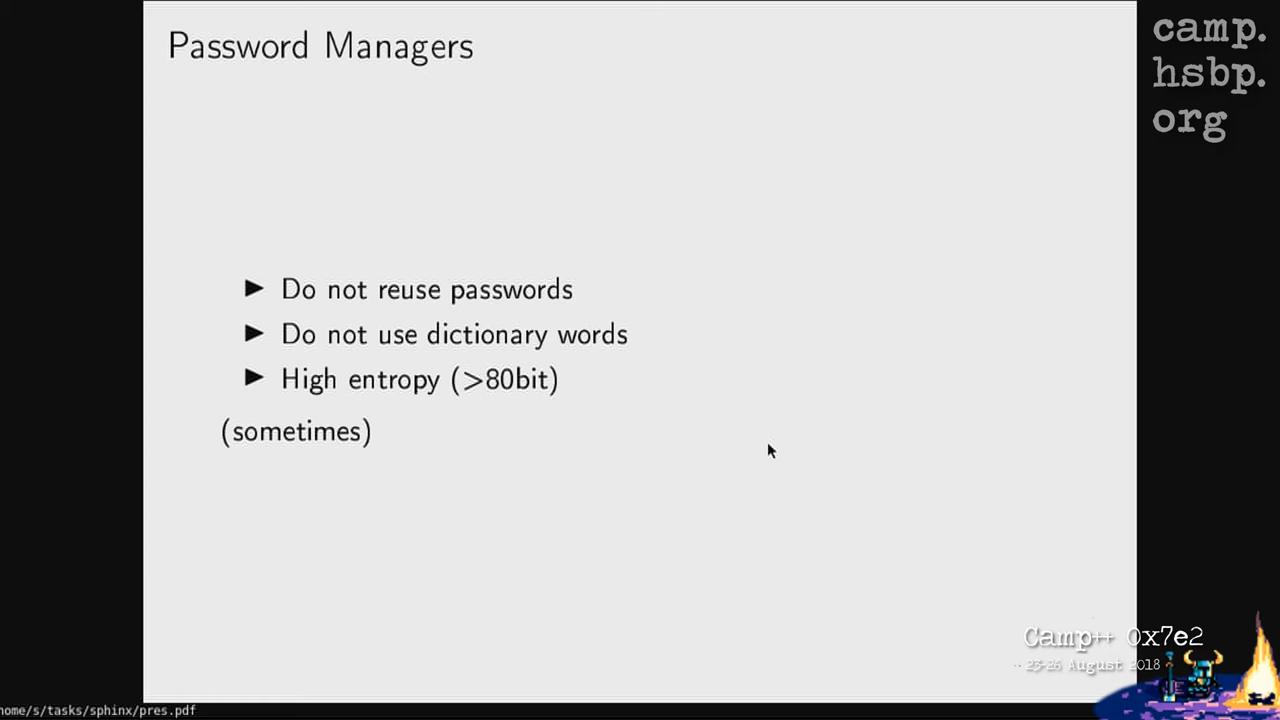 Password Managers
camp.
hsbp.
org
Do not reuse passwords
Do not use dictionary words
High entropy (>80bit)
(sometimes)
Camp++ 0x7e2
23-26 August 2018
home/s/tasks/sphinx/pres.pdf